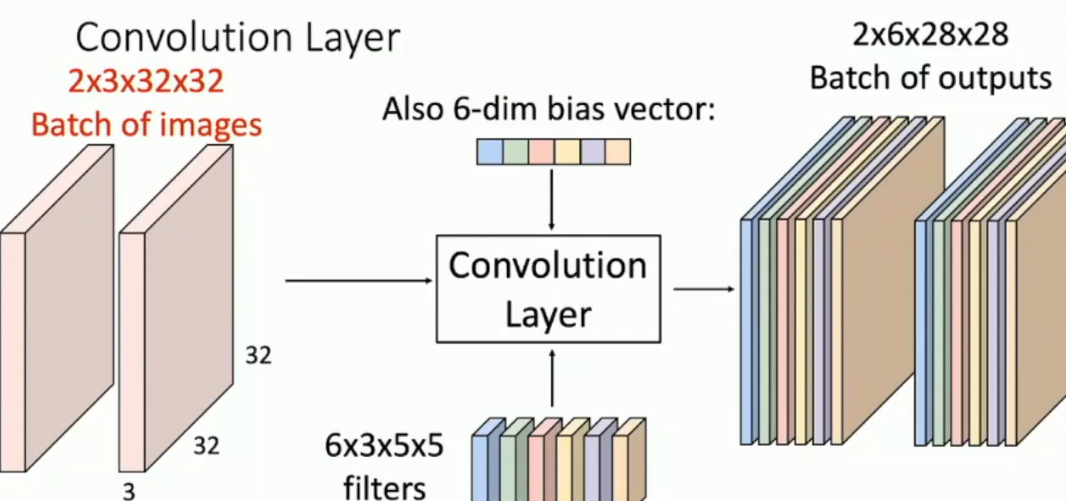 Convolution Layer
2x3x32x32
Batch of images
Also 6-dim bias vector:
2x6x28x28
Batch of outputs
Convolution
Layer
32
32
3
6x3x5x5
filters